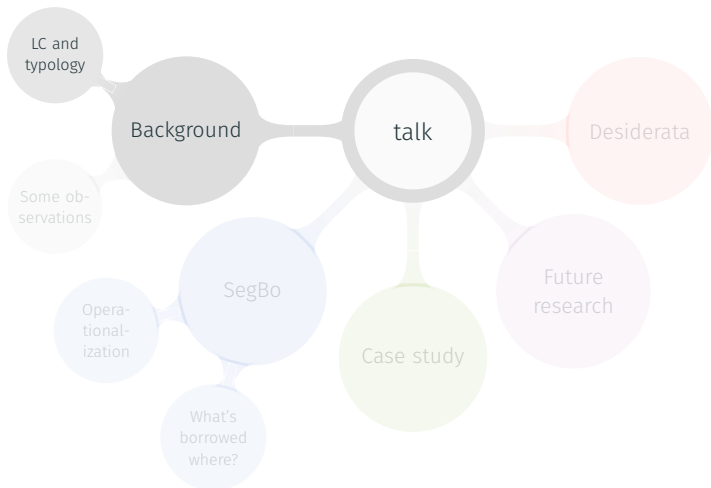 LC and
typology
Background
talk
Desiderata
Some ob-
servations
SegBo
Future
research
Opera-
tional-
ization
Case study
What's
borrowed
where?